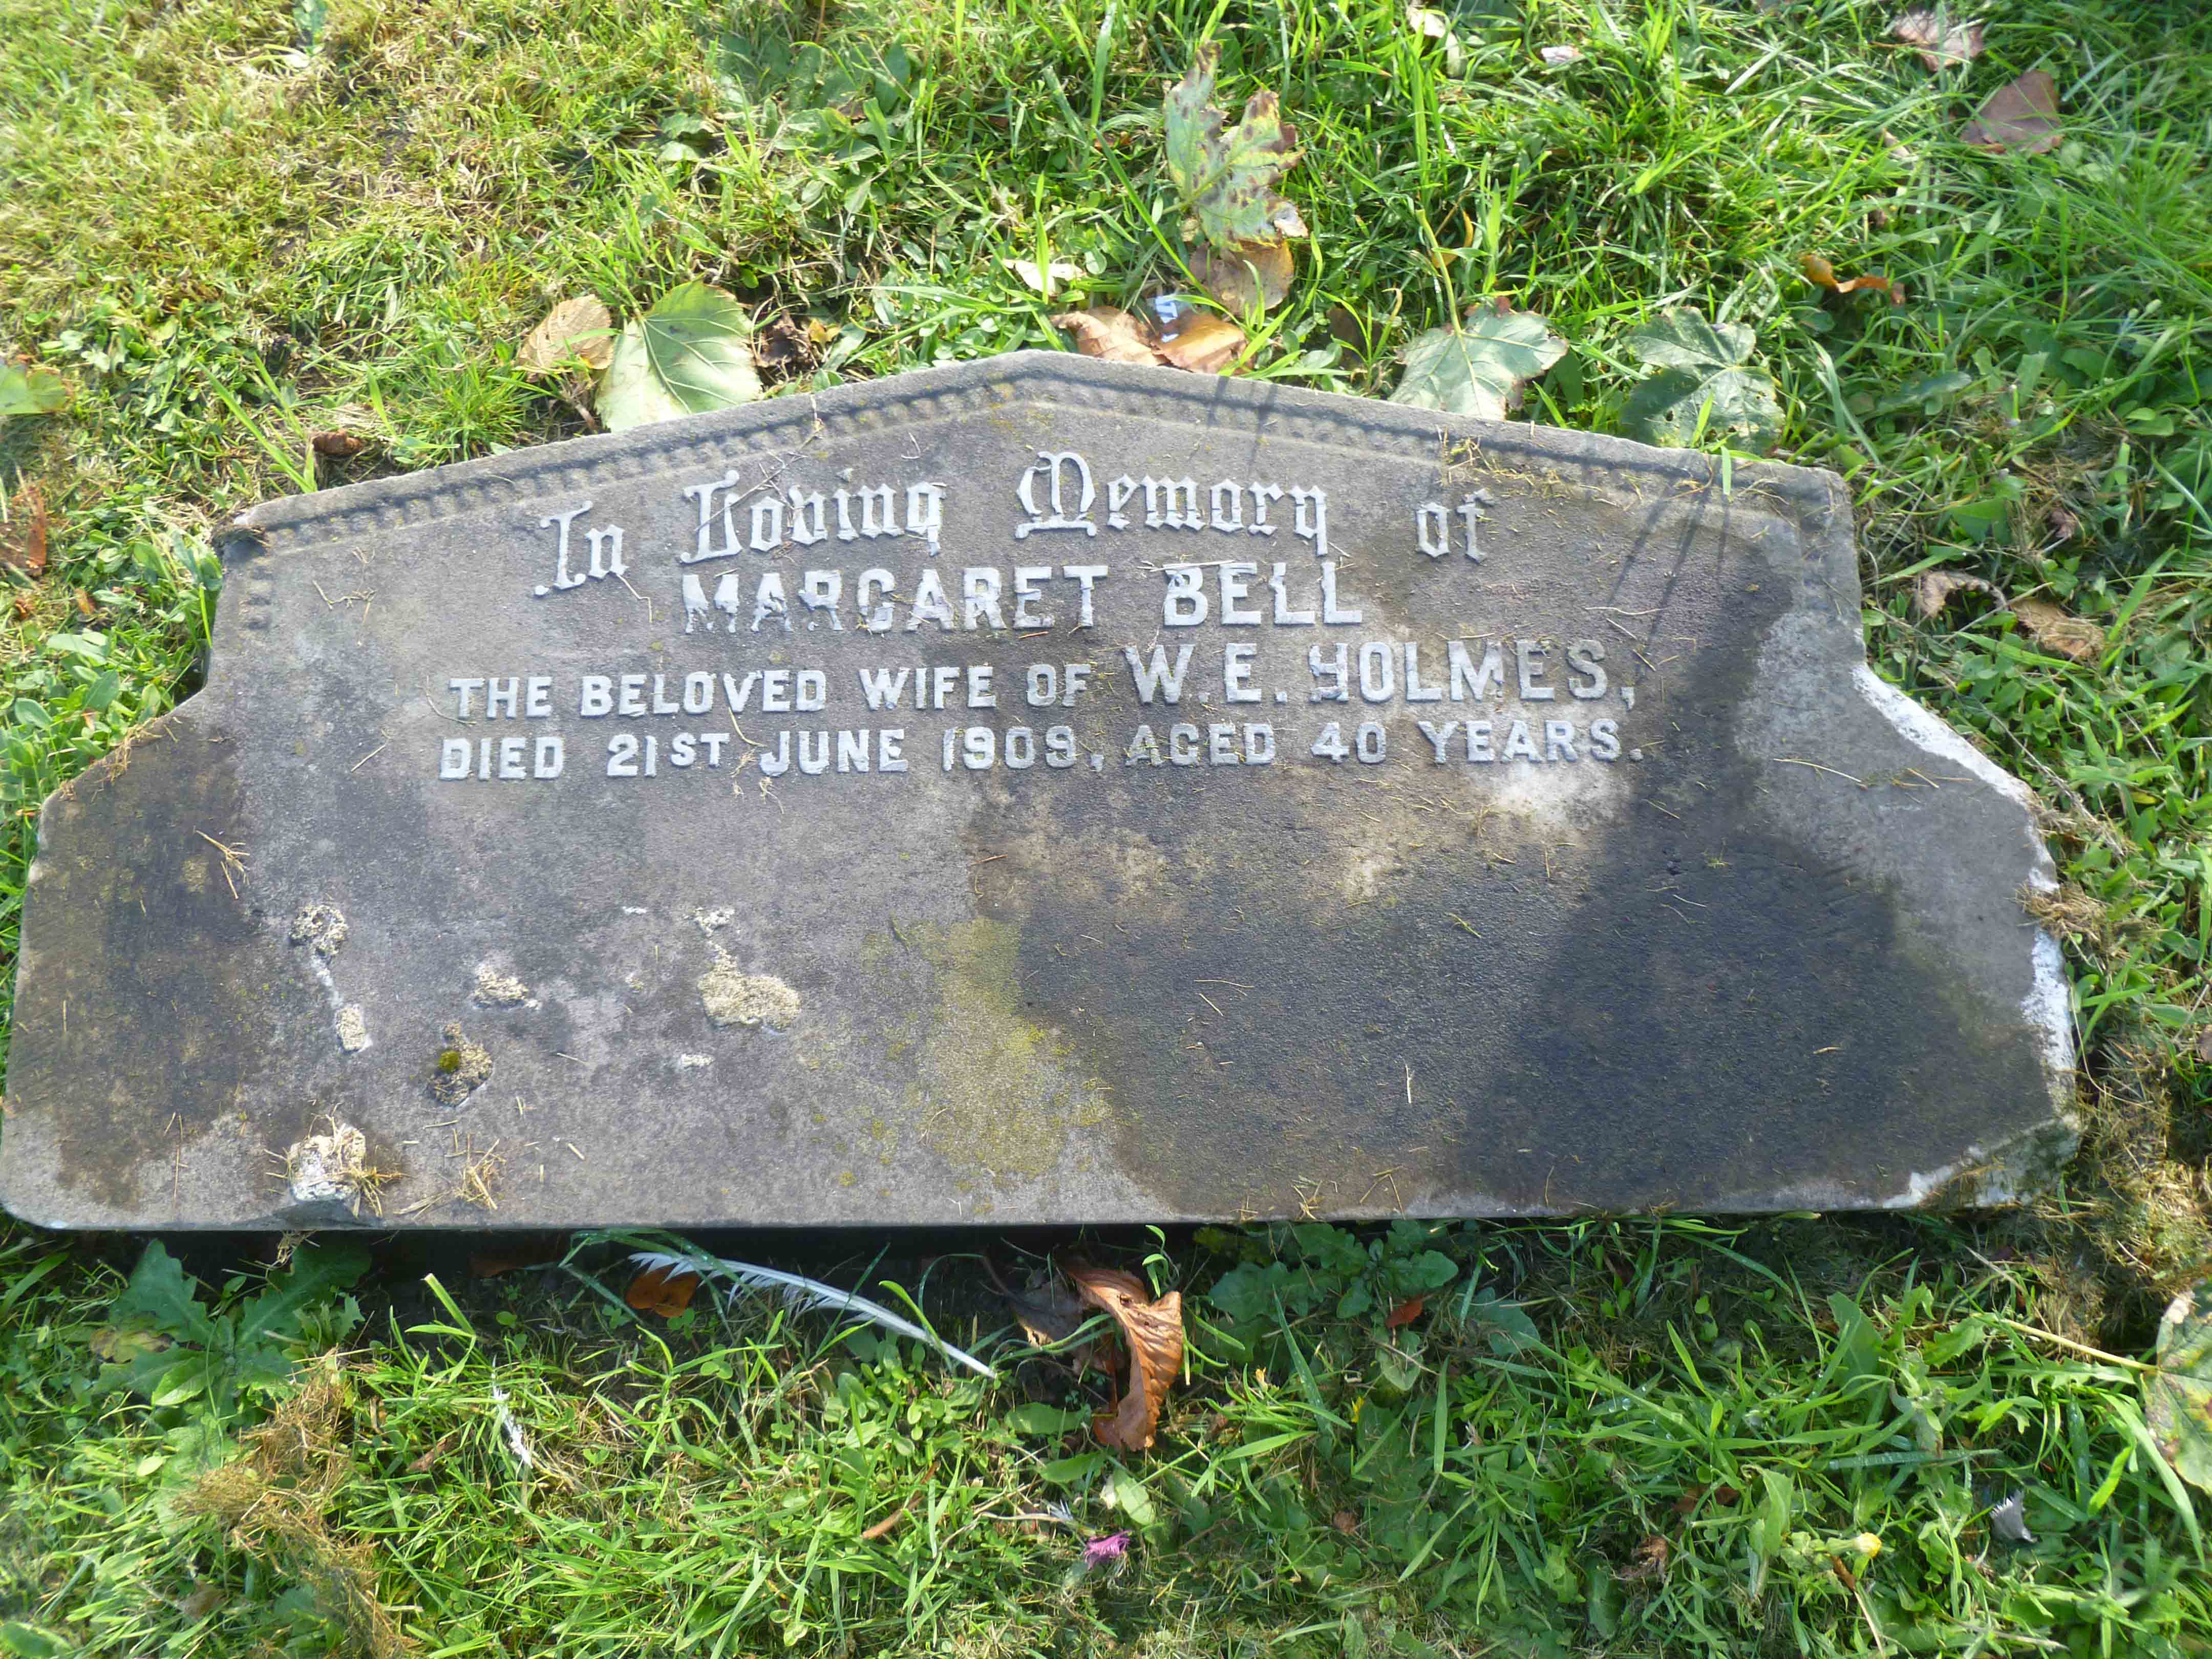 In Loving Memory of
MARGARET BELL
THE BELOVED WIFE OF W.E. HOLMES,
DIED 21ST JUNE 1909, AGED 40 YEARS.